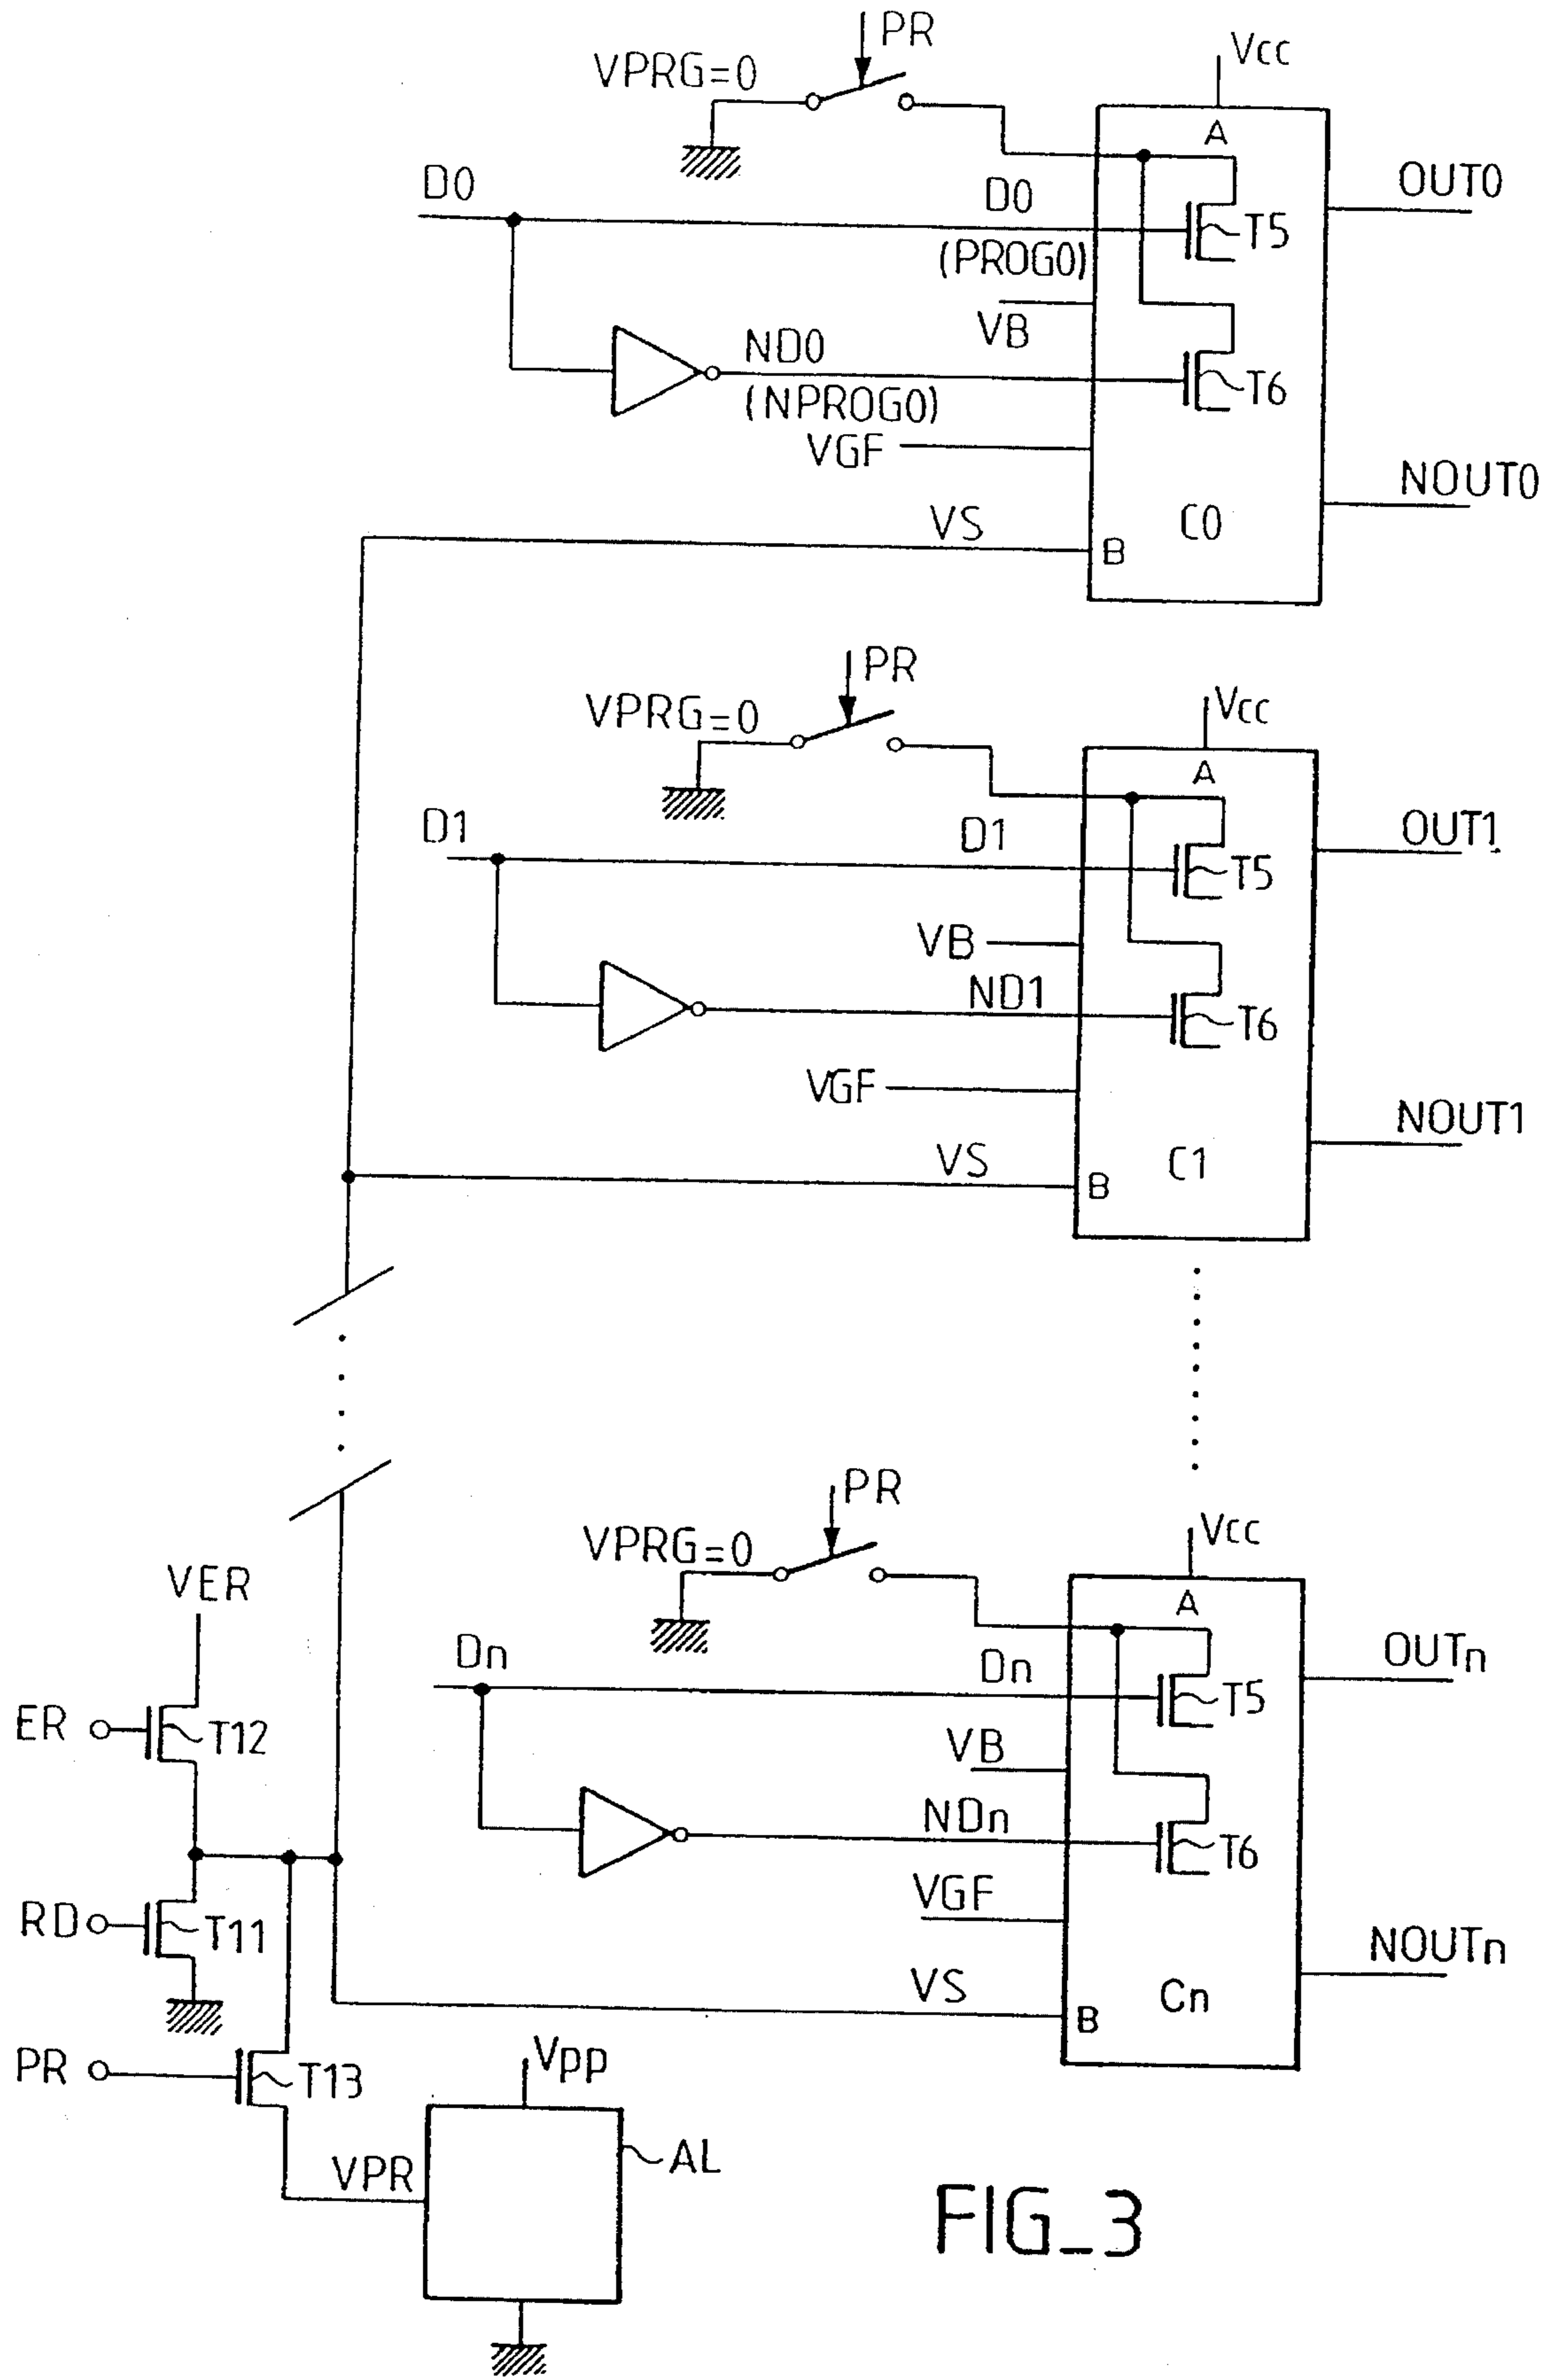 PR
VPRG=0
Vcc
A
D0
D0
OUT0
T5
(PROG0)
VB
ND0
(NPROG0)
T6
VGF
NOUT0
VS
C0
B
PR
VPRG=0
Vcc
A
D1
D1
OUT1
T5
VB
ND1
T6
VGF
NOUT1
VS
C1
B
PR
VPRG=0
Vcc
VER
A
Dn
Dn
OUTn
T5
ER
T12
VB
NDn
T6
VGF
RD
T11
NOUTn
VS
Cn
B
PR
T13
Vpp
VPR
AL
FIG_3